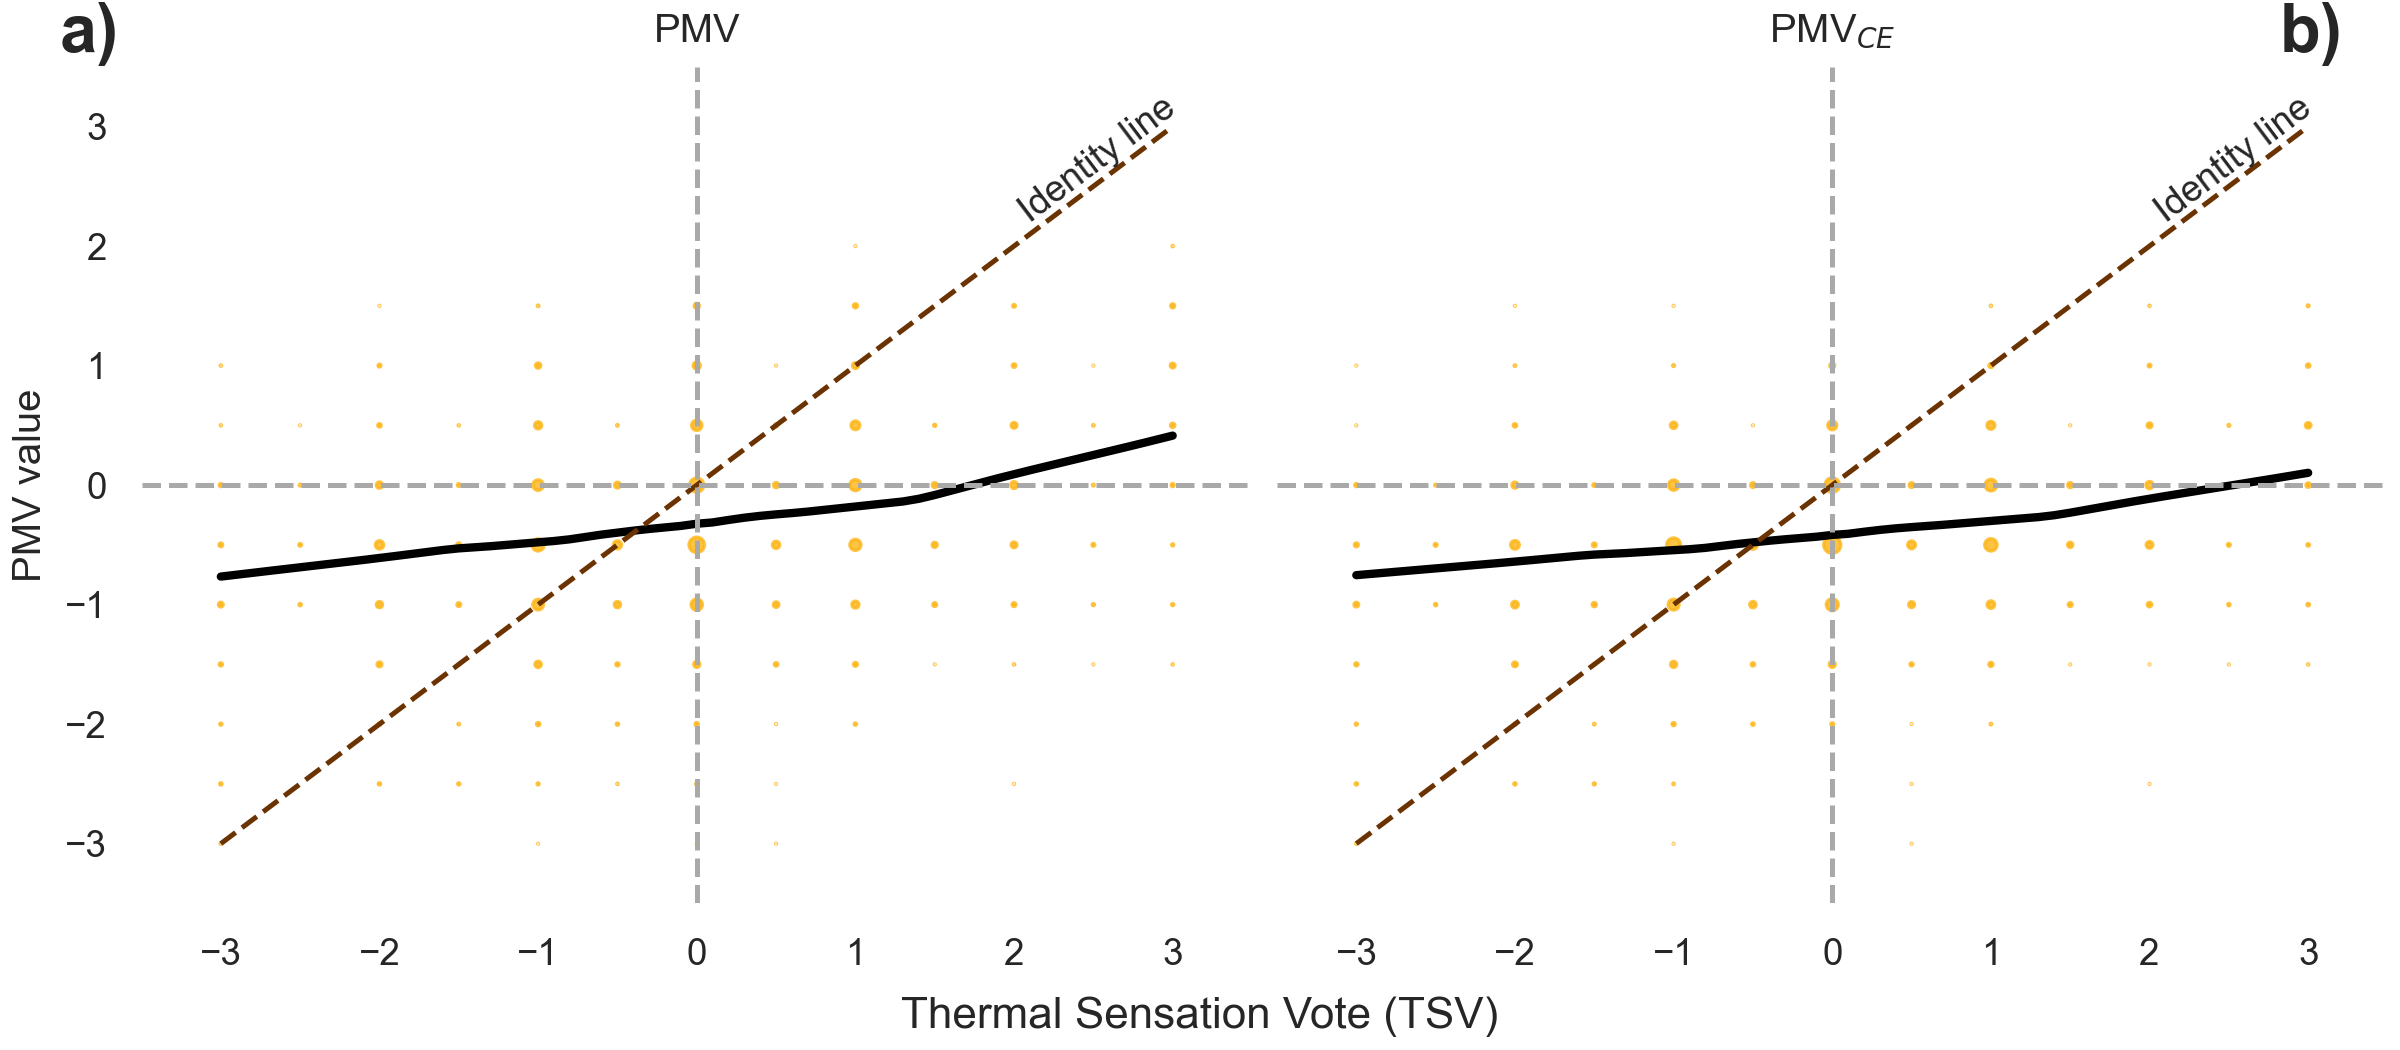 a)
PMV
PMV_CE
b)
Identity line
Identity line
PMV value
3
2
1
0
−1
−2
−3
−3 −2 −1 0 1 2 3
−3 −2 −1 0 1 2 3
Thermal Sensation Vote (TSV)